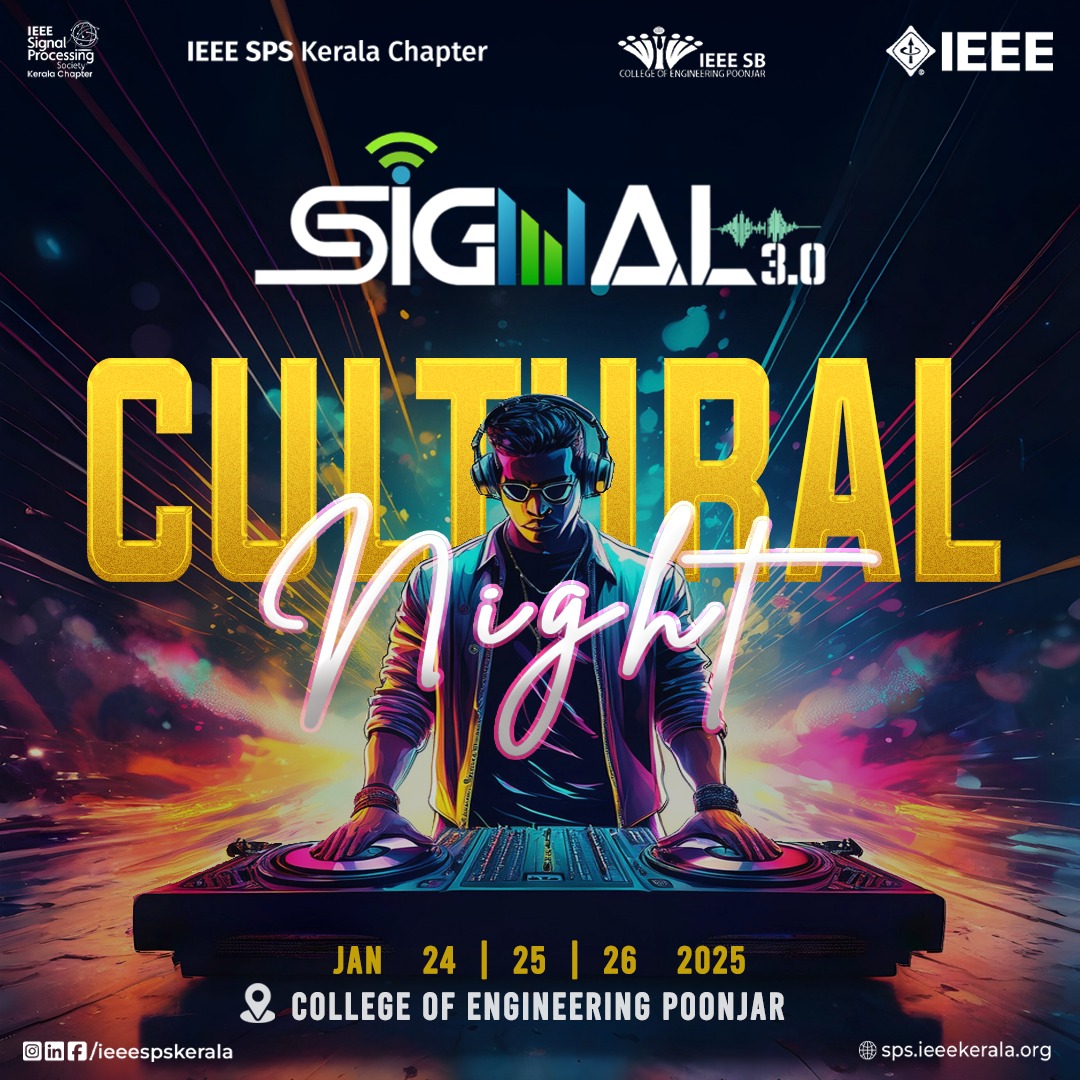 IEEE
Signal
Processing
Society
Kerala Chapter
IEEE SPS Kerala Chapter
IEEE SB
COLLEGE OF ENGINEERING POONJAR
IEEE
SIGNAL 3.0
CULTURAL
Night
JAN 24 | 25 | 26 2025
COLLEGE OF ENGINEERING POONJAR
/ieeespskerala
sps.ieeekerala.org